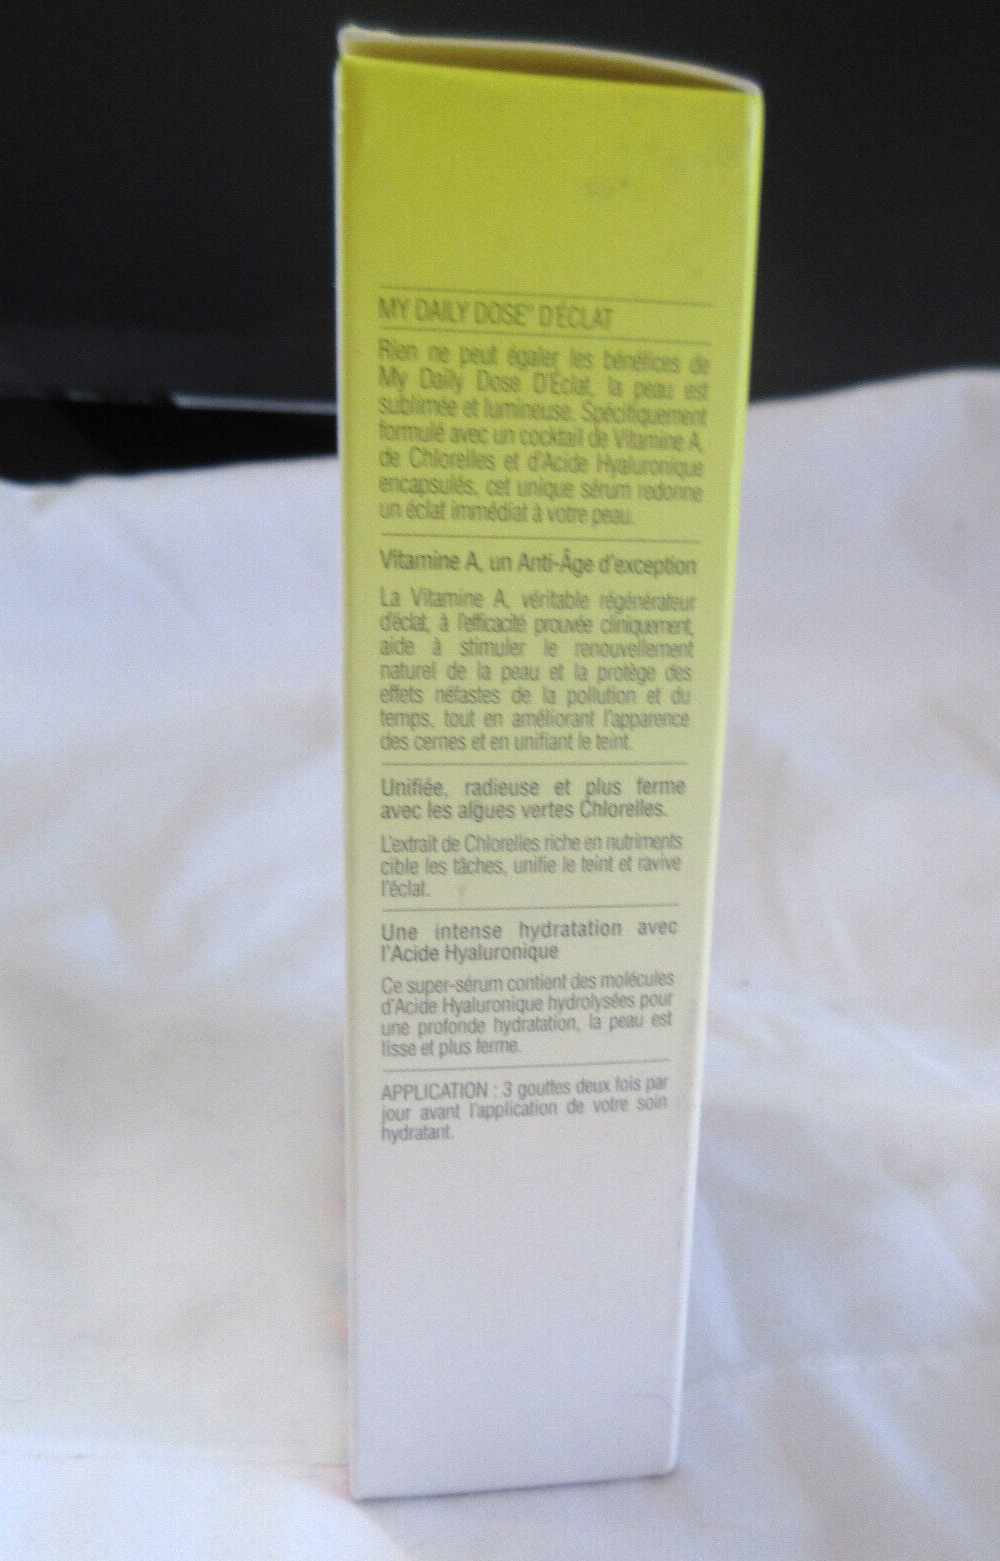 MY DAILY DOSE® D'ÉCLAT
Rien ne peut égaler les bénéfices de
My Daily Dose D'Éclat, la peau est
sublimée et lumineuse. Spécifiquement
formulé avec un cocktail de Vitamine A,
de Chlorelles et d'Acide Hyaluronique
encapsulés, cet unique sérum redonne
un éclat immédiat à votre peau.
Vitamine A, un Anti-Âge d'exception
La Vitamine A, véritable régénérateur
d'éclat, à l'efficacité prouvée cliniquement,
aide à stimuler le renouvellement
naturel de la peau et la protège des
effets néfastes de la pollution et du
temps, tout en améliorant l'apparence
des cernes et en unifiant le teint.
Unifiée, radieuse et plus ferme
avec les algues vertes Chlorelles.
L'extrait de Chlorelles riche en nutriments
cible les tâches, unifie le teint et ravive
l'éclat.
Une intense hydratation avec
l'Acide Hyaluronique
Ce super-sérum contient des molécules
d'Acide Hyaluronique hydrolysées pour
une profonde hydratation, la peau est
lisse et plus ferme.
APPLICATION : 3 gouttes deux fois par
jour avant l'application de votre soin
hydratant.